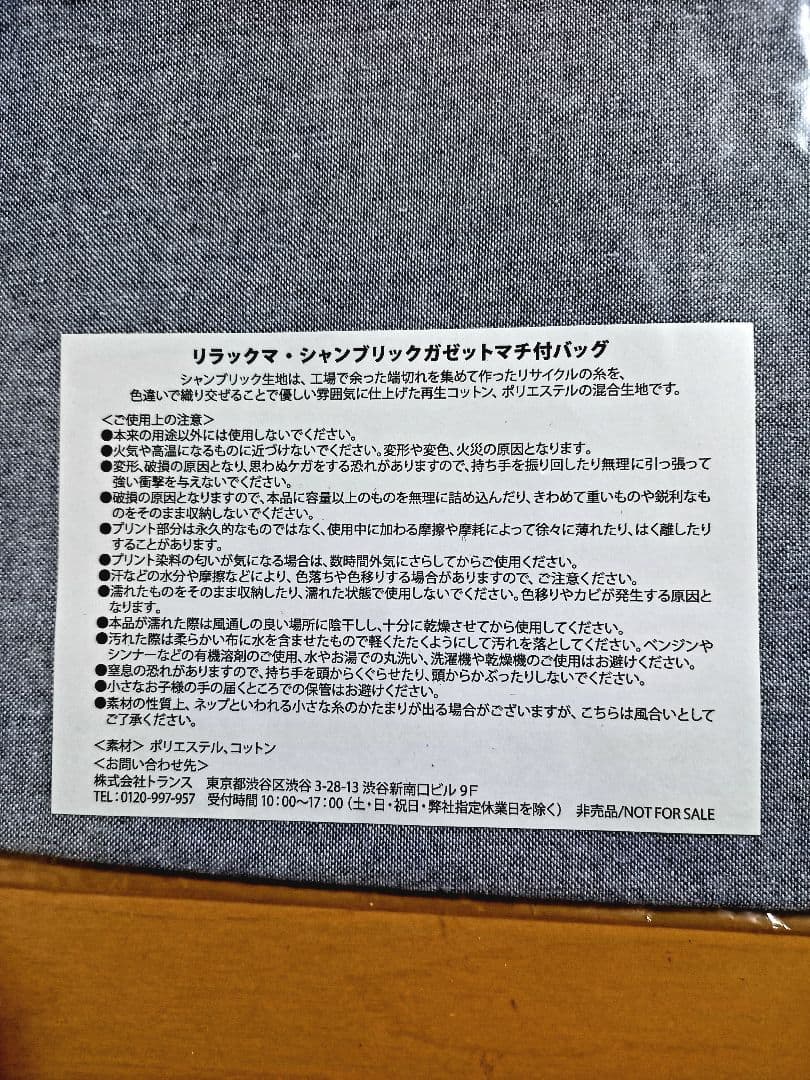 リラックマ・シャンブリックガゼットマチ付バッグ
シャンブリック生地は、工場で余った端切れを集めて作ったリサイクルの糸を、
色違いで織り交ぜることで優しい雰囲気に仕上げた再生コットン、ポリエステルの混合生地です。
＜ご使用上の注意＞
●本来の用途以外には使用しないでください。
●火気や高温になるものに近づけないでください。変形や変色、火災の原因となります。
●変形、破損の原因となり、思わぬケガをする恐れがありますので、持ち手を振り回したり無理に引っ張って
強い衝撃を与えないでください。
●破損の原因となりますので、本品に容量以上のものを無理に詰め込んだり、きわめて重いものや鋭利なも
のをそのまま収納しないでください。
●プリント部分は永久的なものではなく、使用中に加わる摩擦や摩耗によって徐々に薄れたり、はく離したり
することがあります。
●プリント染料の匂いが気になる場合は、数時間外気にさらしてからご使用ください。
●汗などの水分や摩擦などにより、色落ちや色移りする場合がありますので、ご注意ください。
●濡れたものをそのまま収納したり、濡れた状態で使用しないでください。色移りやカビが発生する原因と
なります。
●本品が濡れた際は風通しの良い場所に陰干しし、十分に乾燥させてから使用してください。
●汚れた際は柔らかい布に水を含ませたもので軽くたたくようにして汚れを落としてください。ベンジンや
シンナーなどの有機溶剤のご使用、水やお湯での丸洗い、洗濯機や乾燥機のご使用はお避けください。
●窒息の恐れがありますので、持ち手を頭からくぐらせたり、頭からかぶったりしないでください。
●小さなお子様の手の届くところでの保管はお避けください。
●素材の性質上、ネップといわれる小さな糸のかたまりが出る場合がございますが、こちらは風合いとして
ご了承ください。
＜素材＞ ポリエステル、コットン
＜お問い合わせ先＞
株式会社トランス 東京都渋谷区渋谷 3-28-13 渋谷新南口ビル 9F
TEL：0120-997-957 受付時間 10：00〜17：00（土・日・祝日・弊社指定休業日を除く） 非売品/NOT FOR SALE